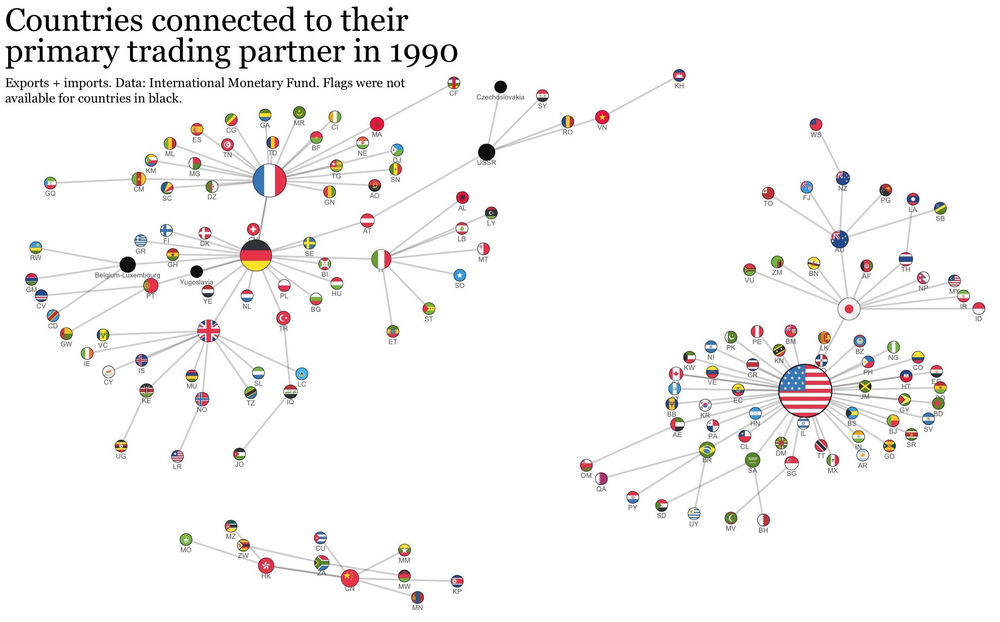 Countries connected to their
primary trading partner in 1990
Exports + imports. Data: International Monetary Fund. Flags were not
available for countries in black.
CF
Czechoslovakia
SY
KH
RO
VN
USSR
MR
GA
CI
CG
MA
ES
BF
ML
TN
TD
NE
DJ
KM
MG
TG
SN
GQ
CM
SC
DZ
GN
AO
AL
LY
AT
LB
MT
SO
ST
ET
FI
DK
GR
GH
SE
BI
RW
Belgium-Luxembourg
Yugoslavia
GM
CV
PT
YE
NL
PL
HU
BG
CD
GW
TR
VC
IE
IS
CY
MU
SL
LC
KE
NO
TZ
IQ
UG
LR
JO
WS
NZ
TO
FJ
PG
LA
SB
AU
VU
ZM
BN
AF
TH
NP
MY
IR
ID
PK
PE
BM
LK
BZ
NG
NI
KN
CO
KW
CR
PH
VE
HT
EC
JM
BB
KR
GY
BD
HN
BS
SV
AE
PA
IL
BJ
CL
IN
SR
DM
TT
GD
BR
SA
SG
MX
AR
OM
QA
PY
SD
UY
MV
BH
MZ
MO
ZW
CU
MM
HK
ZA
CN
MW
KP
MN